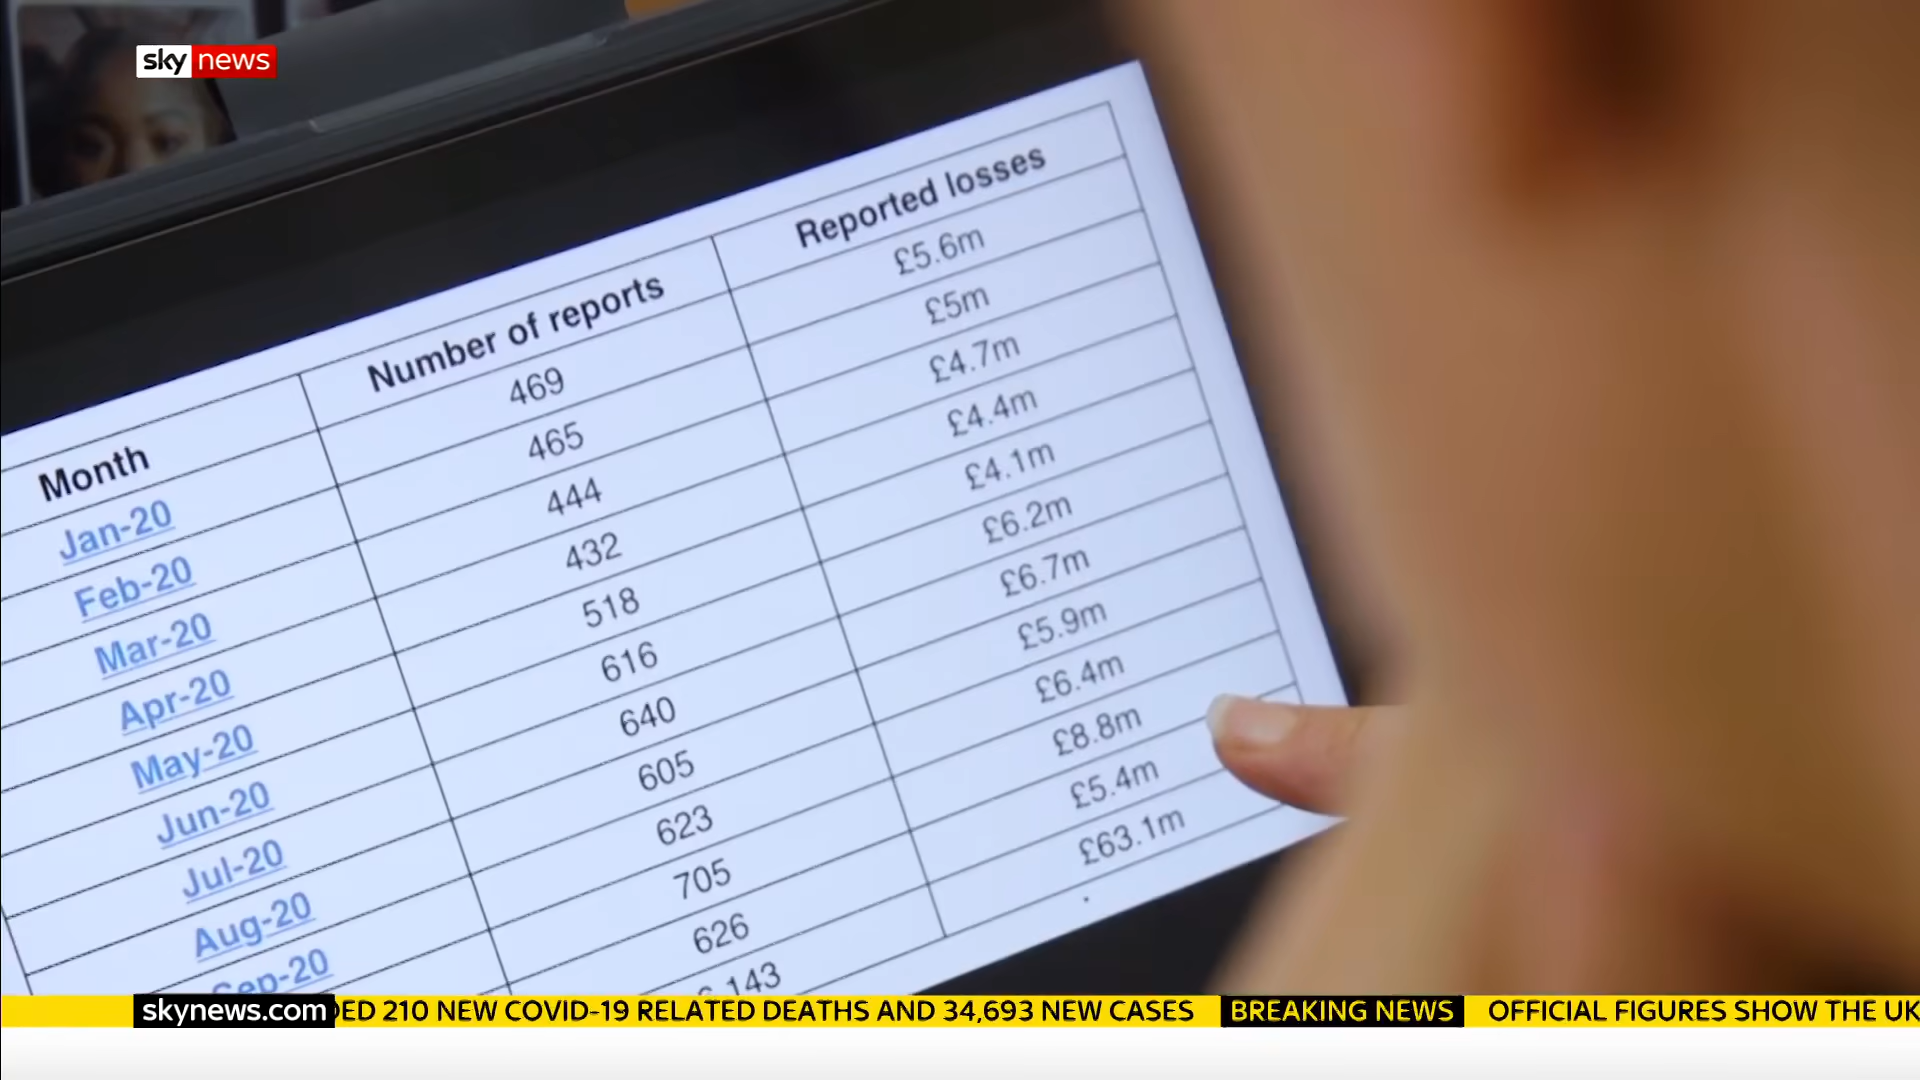 sky news
Month Number of reports Reported losses
Jan-20 469 £5.6m
Feb-20 465 £5m
Mar-20 444 £4.7m
Apr-20 432 £4.4m
May-20 518 £4.1m
Jun-20 616 £6.2m
Jul-20 640 £6.7m
Aug-20 605 £5.9m
Sep-20 623 £6.4m
705 £8.8m
626 £5.4m
143 £63.1m
skynews.com DED 210 NEW COVID-19 RELATED DEATHS AND 34,693 NEW CASES BREAKING NEWS OFFICIAL FIGURES SHOW THE UK